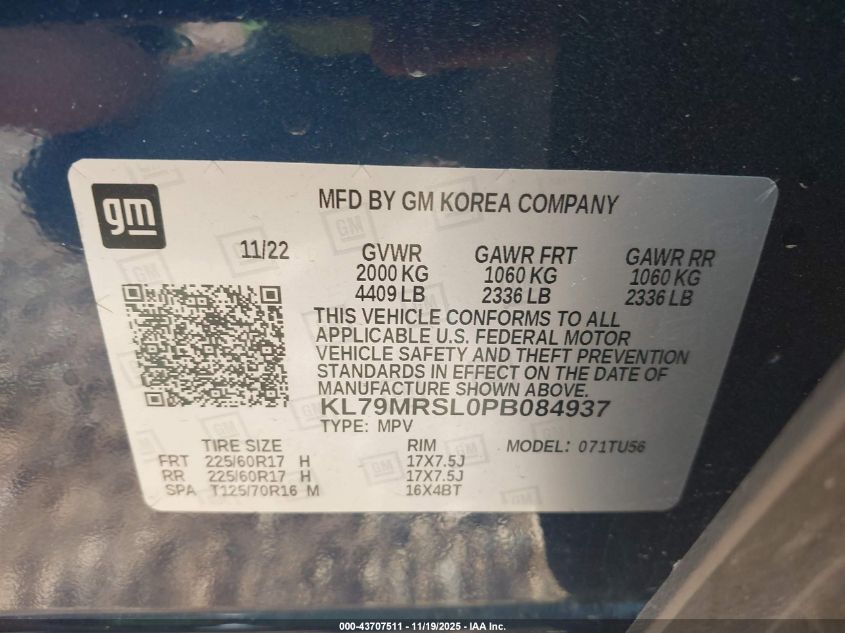 gm
MFD BY GM KOREA COMPANY
11/22
GVWR GAWR FRT GAWR RR
2000 KG 1060 KG 1060 KG
4409 LB 2336 LB 2336 LB
THIS VEHICLE CONFORMS TO ALL
APPLICABLE U.S. FEDERAL MOTOR
VEHICLE SAFETY AND THEFT PREVENTION
STANDARDS IN EFFECT ON THE DATE OF
MANUFACTURE SHOWN ABOVE.
KL79MRSL0PB084937
TYPE: MPV
TIRE SIZE RIM MODEL: 071TU56
FRT 225/60R17 H 17X7.5J
RR 225/60R17 H 17X7.5J
SPA T125/70R16 M 16X4BT
000-43707511 - 11/19/2025 - IAA Inc.